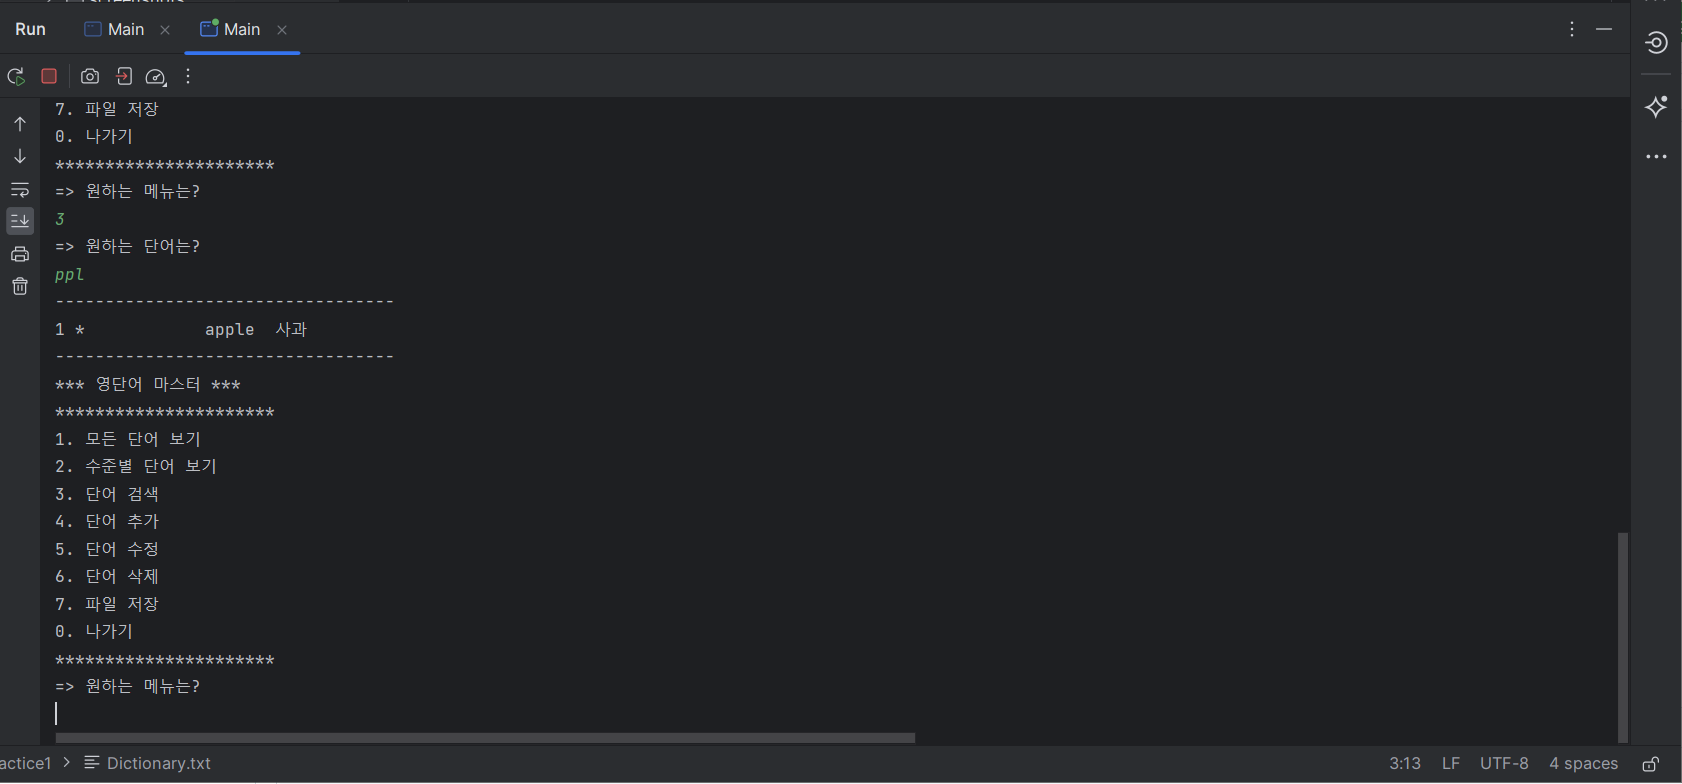 Run Main Main
7. 파일 저장
0. 나가기
**********************
=> 원하는 메뉴는?
3
=> 원하는 단어는?
ppl
----------------------------------
1 *            apple  사과
----------------------------------
*** 영단어 마스터 ***
**********************
1. 모든 단어 보기
2. 수준별 단어 보기
3. 단어 검색
4. 단어 추가
5. 단어 수정
6. 단어 삭제
7. 파일 저장
0. 나가기
**********************
=> 원하는 메뉴는?
actice1 > Dictionary.txt 3:13 LF UTF-8 4 spaces